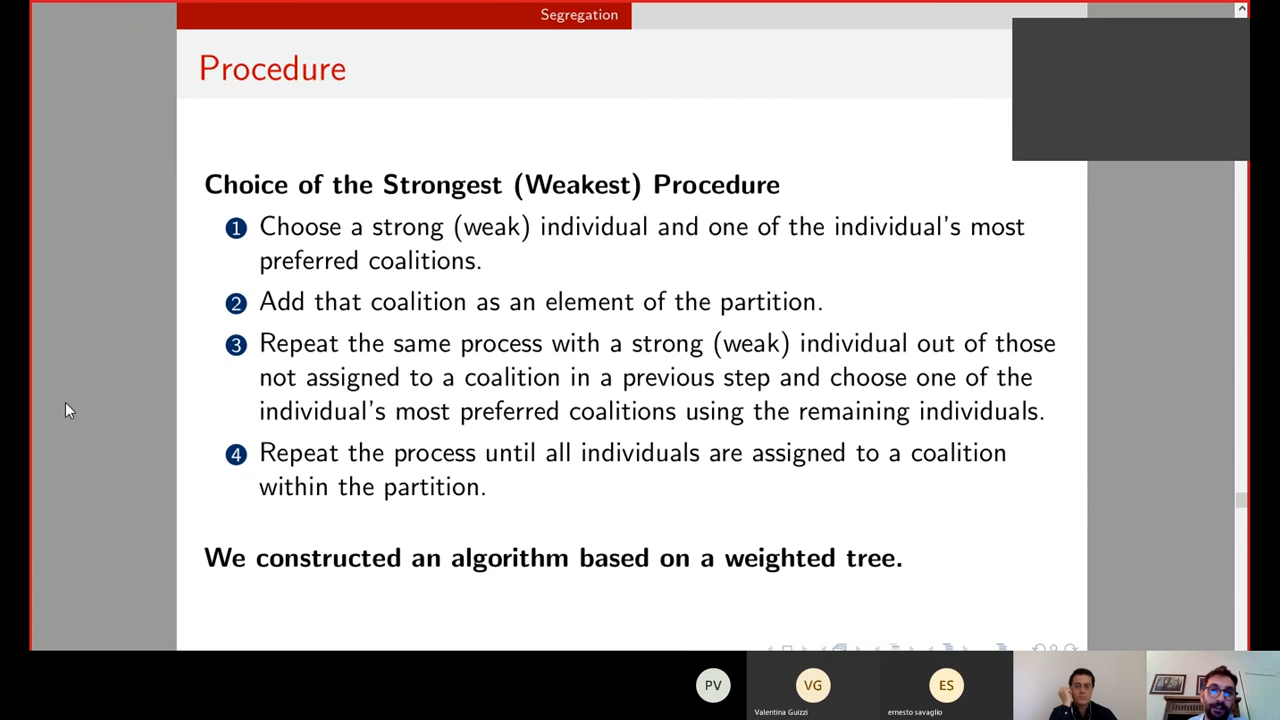 Segregation
Procedure
Choice of the Strongest (Weakest) Procedure
1 Choose a strong (weak) individual and one of the individual's most
preferred coalitions.
2 Add that coalition as an element of the partition.
3 Repeat the same process with a strong (weak) individual out of those
not assigned to a coalition in a previous step and choose one of the
individual's most preferred coalitions using the remaining individuals.
4 Repeat the process until all individuals are assigned to a coalition
within the partition.
We constructed an algorithm based on a weighted tree.
PV
VG
ES
Valentina Guizzi
ernesto savaglio